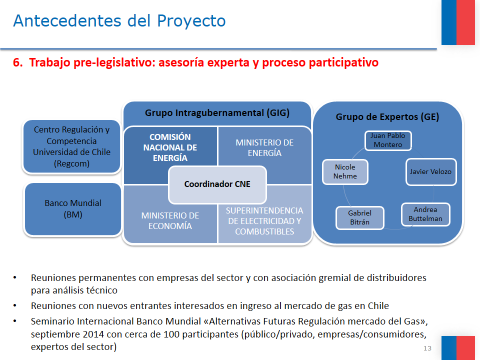 Antecedentes del Proyecto
6. Trabajo pre-legislativo: asesoría experta y proceso participativo
Centro Regulación y
Competencia
Universidad de Chile
(Regcom)
Banco Mundial
(BM)
Grupo Intragubernamental (GIG)
COMISIÓN
NACIONAL DE
ENERGÍA
MINISTERIO DE
ENERGÍA
Coordinador CNE
MINISTERIO DE
ECONOMÍA
SUPERINTENDENCIA
DE ELECTRICIDAD Y
COMBUSTIBLES
Grupo de Expertos (GE)
Juan Pablo
Montero
Nicole
Nehme
Javier Velozo
Gabriel
Bitrán
Andrea
Buttelman
• Reuniones permanentes con empresas del sector y con asociación gremial de distribuidores
para análisis técnico
• Reuniones con nuevos entrantes interesados en ingreso al mercado de gas en Chile
• Seminario Internacional Banco Mundial «Alternativas Futuras Regulación mercado del Gas»,
septiembre 2014 con cerca de 100 participantes (público/privado, empresas/consumidores,
expertos del sector)
13